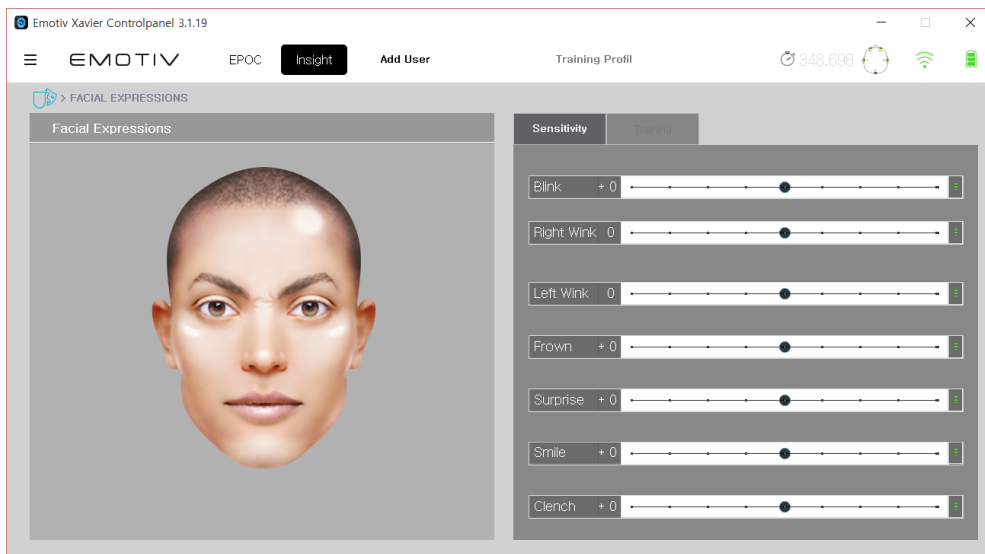 Emotiv Xavier Controlpanel 3.1.19
EMOTIV EPOC Insight Add User Training Profil 348.698
> FACIAL EXPRESSIONS
Facial Expressions
Sensitivity Training
Blink + 0
Right Wink 0
Left Wink 0
Frown + 0
Surprise + 0
Smile + 0
Clench + 0